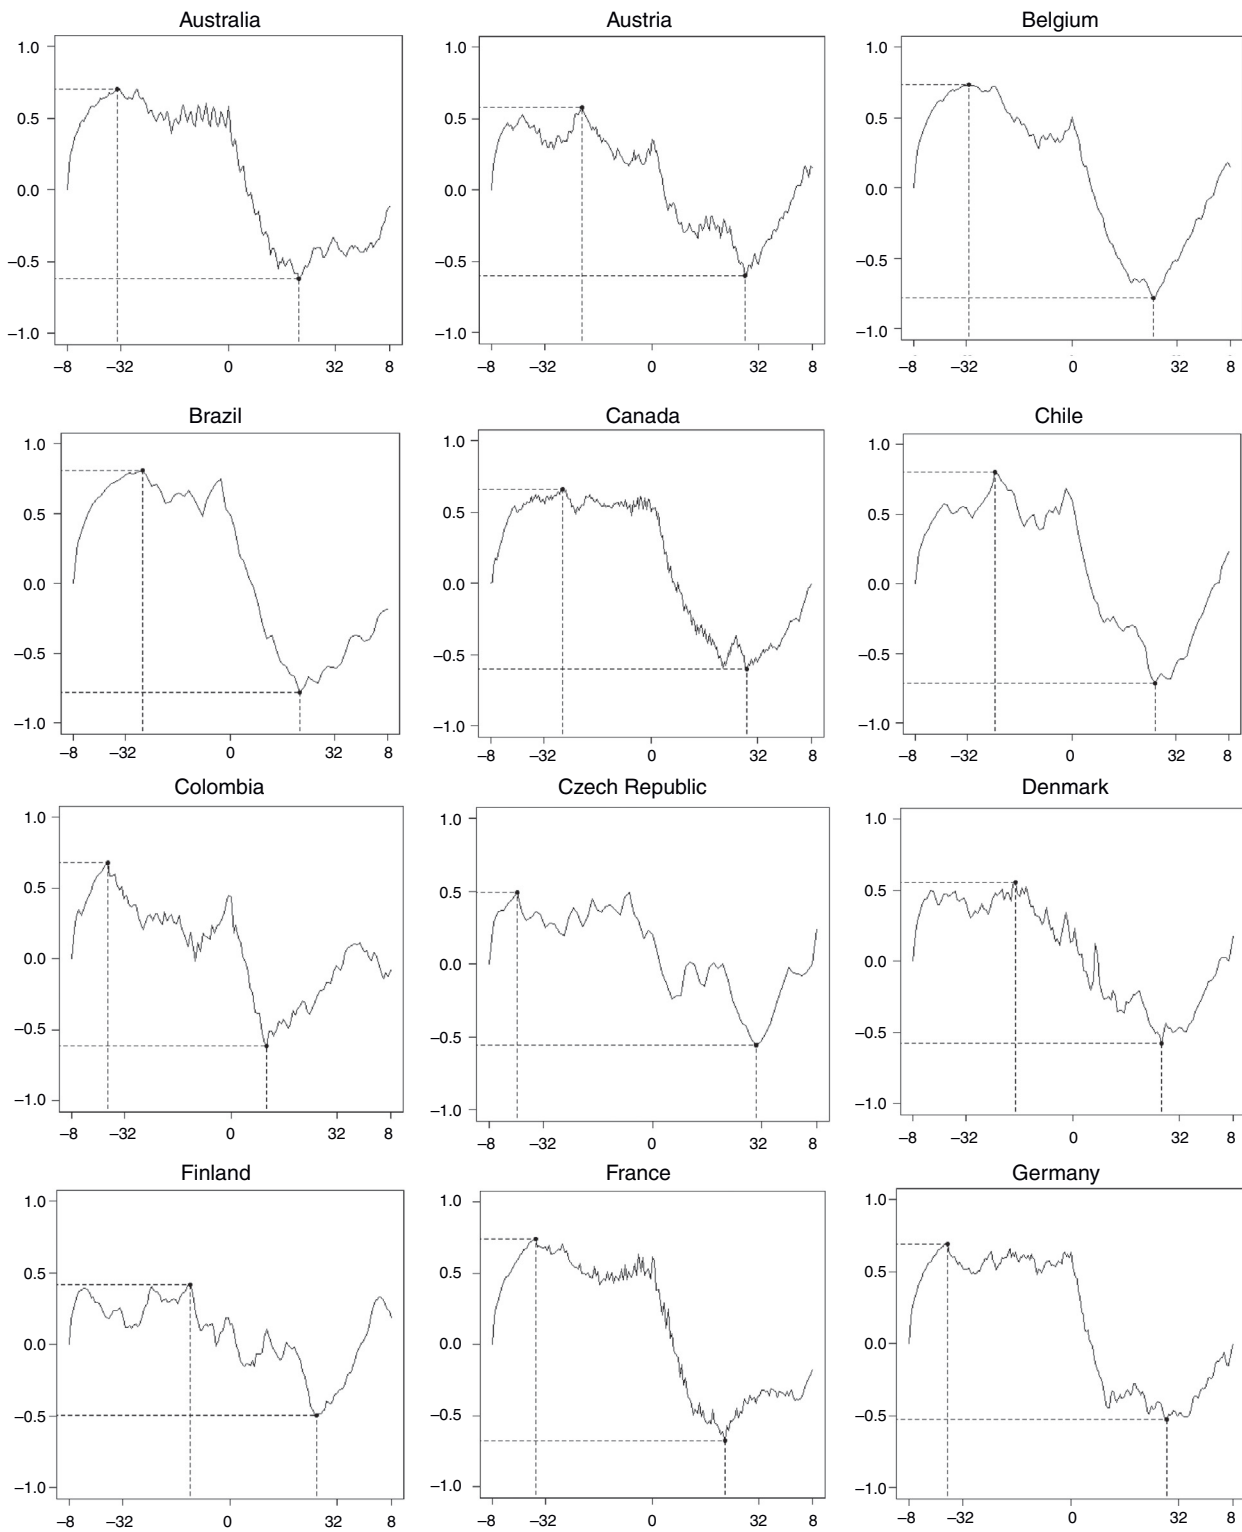 Australia Austria Belgium
1.0 1.0 1.0
0.5 0.5 0.5
0.0 0.0 0.0
–0.5 –0.5 –0.5
–1.0 –1.0 –1.0
–8 –32 0 32 8 –8 –32 0 32 8 –8 –32 0 32 8
Brazil Canada Chile
1.0 1.0 1.0
0.5 0.5 0.5
0.0 0.0 0.0
–0.5 –0.5 –0.5
–1.0 –1.0 –1.0
–8 –32 0 32 8 –8 –32 0 32 8 –8 –32 0 32 8
Colombia Czech Republic Denmark
1.0 1.0 1.0
0.5 0.5 0.5
0.0 0.0 0.0
–0.5 –0.5 –0.5
–1.0 –1.0 –1.0
–8 –32 0 32 8 –8 –32 0 32 8 –8 –32 0 32 8
Finland France Germany
1.0 1.0 1.0
0.5 0.5 0.5
0.0 0.0 0.0
–0.5 –0.5 –0.5
–1.0 –1.0 –1.0
–8 –32 0 32 8 –8 –32 0 32 8 –8 –32 0 32 8